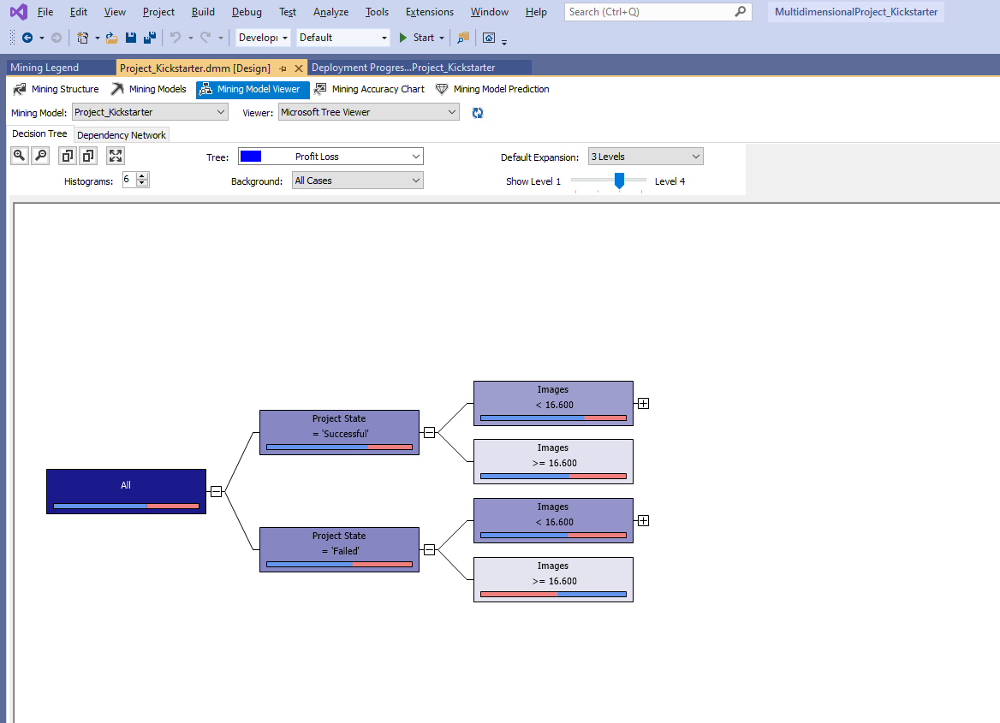 File Edit View Project Build Debug Test Analyze Tools Extensions Window Help Search (Ctrl+Q) MultidimensionalProject_Kickstarter
Default Start
Mining Legend Project_Kickstarter.dmm [Design] Deployment Progres...Project_Kickstarter
Mining Structure Mining Models Mining Model Viewer Mining Accuracy Chart Mining Model Prediction
Mining Model: Project_Kickstarter Viewer: Microsoft Tree Viewer
Decision Tree Dependency Network
Tree: Profit Loss Default Expansion: 3 Levels
Histograms: 6 Background: All Cases Show Level 1 Level 4
Images
< 16.600
Project State
= 'Successful'
Images
>= 16.600
All
Images
< 16.600
Project State
= 'Failed'
Images
>= 16.600